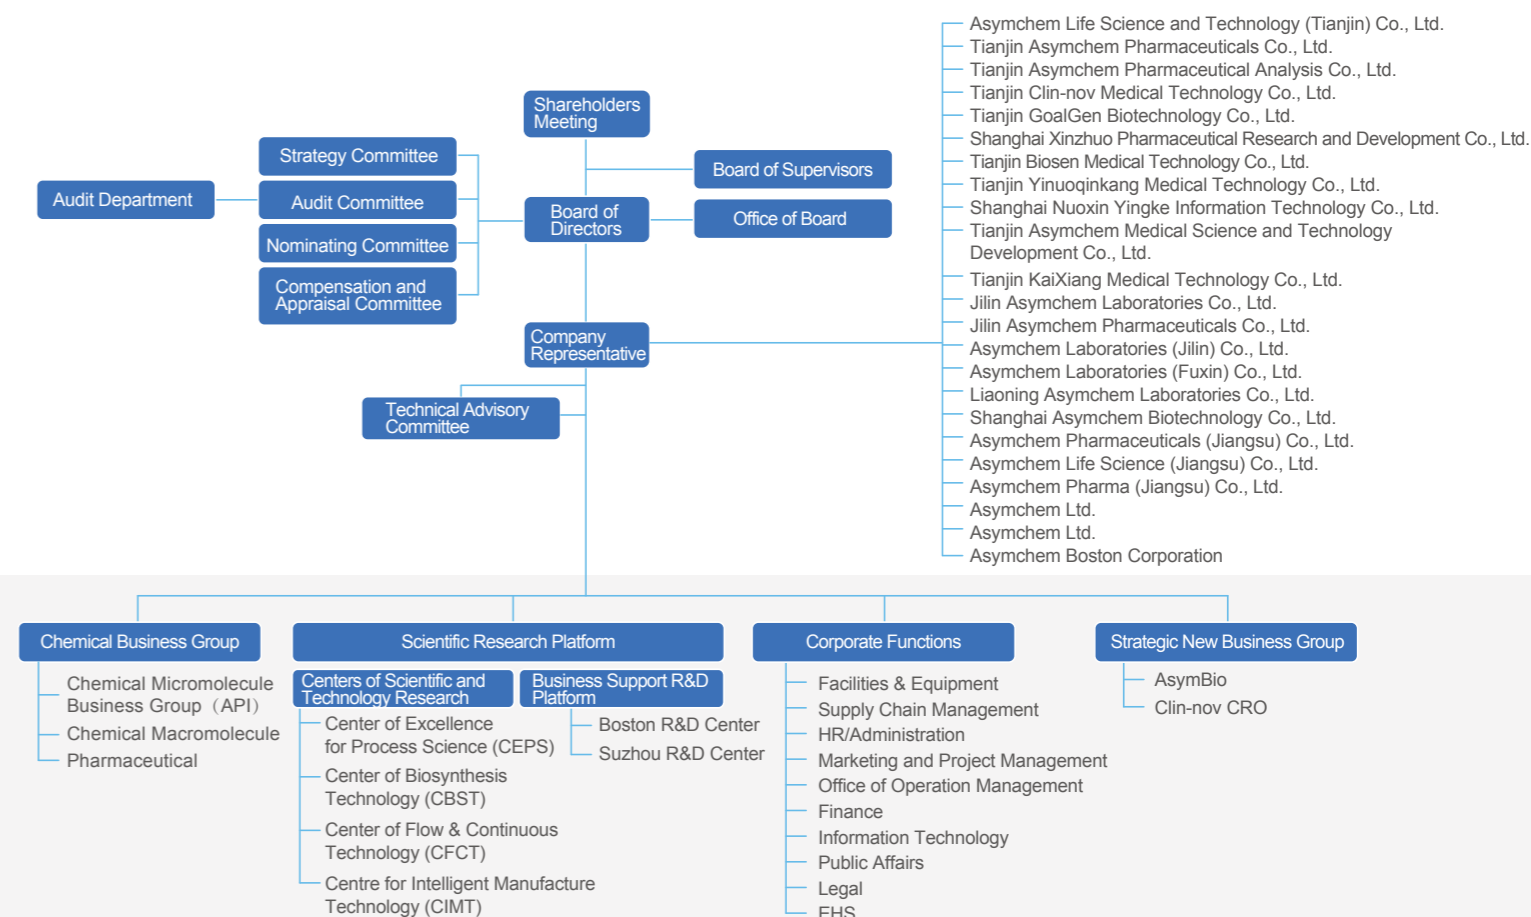 Shareholders
Meeting
Strategy Committee
Audit Department
Audit Committee
Nominating Committee
Compensation and
Appraisal Committee
Board of Supervisors
Board of
Directors
Office of Board
Company
Representative
Technical Advisory
Committee
Asymchem Life Science and Technology (Tianjin) Co., Ltd.
Tianjin Asymchem Pharmaceuticals Co., Ltd.
Tianjin Asymchem Pharmaceutical Analysis Co., Ltd.
Tianjin Clin-nov Medical Technology Co., Ltd.
Tianjin GoalGen Biotechnology Co., Ltd.
Shanghai Xinzhuo Pharmaceutical Research and Development Co., Ltd.
Tianjin Biosen Medical Technology Co., Ltd.
Tianjin Yinuoqinkang Medical Technology Co., Ltd.
Shanghai Nuoxin Yingke Information Technology Co., Ltd.
Tianjin Asymchem Medical Science and Technology
Development Co., Ltd.
Tianjin KaiXiang Medical Technology Co., Ltd.
Jilin Asymchem Laboratories Co., Ltd.
Jilin Asymchem Pharmaceuticals Co., Ltd.
Asymchem Laboratories (Jilin) Co., Ltd.
Asymchem Laboratories (Fuxin) Co., Ltd.
Liaoning Asymchem Laboratories Co., Ltd.
Shanghai Asymchem Biotechnology Co., Ltd.
Asymchem Pharmaceuticals (Jiangsu) Co., Ltd.
Asymchem Life Science (Jiangsu) Co., Ltd.
Asymchem Pharma (Jiangsu) Co., Ltd.
Asymchem Ltd.
Asymchem Ltd.
Asymchem Boston Corporation
Chemical Business Group
Chemical Micromolecule
Business Group（API）
Chemical Macromolecule
Pharmaceutical
Scientific Research Platform
Centers of Scientific and
Technology Research
Center of Excellence
for Process Science (CEPS)
Center of Biosynthesis
Technology (CBST)
Center of Flow & Continuous
Technology (CFCT)
Centre for Intelligent Manufacture
Technology (CIMT)
Business Support R&D
Platform
Boston R&D Center
Suzhou R&D Center
Corporate Functions
Facilities & Equipment
Supply Chain Management
HR/Administration
Marketing and Project Management
Office of Operation Management
Finance
Information Technology
Public Affairs
Legal
EHS
Strategic New Business Group
AsymBio
Clin-nov CRO